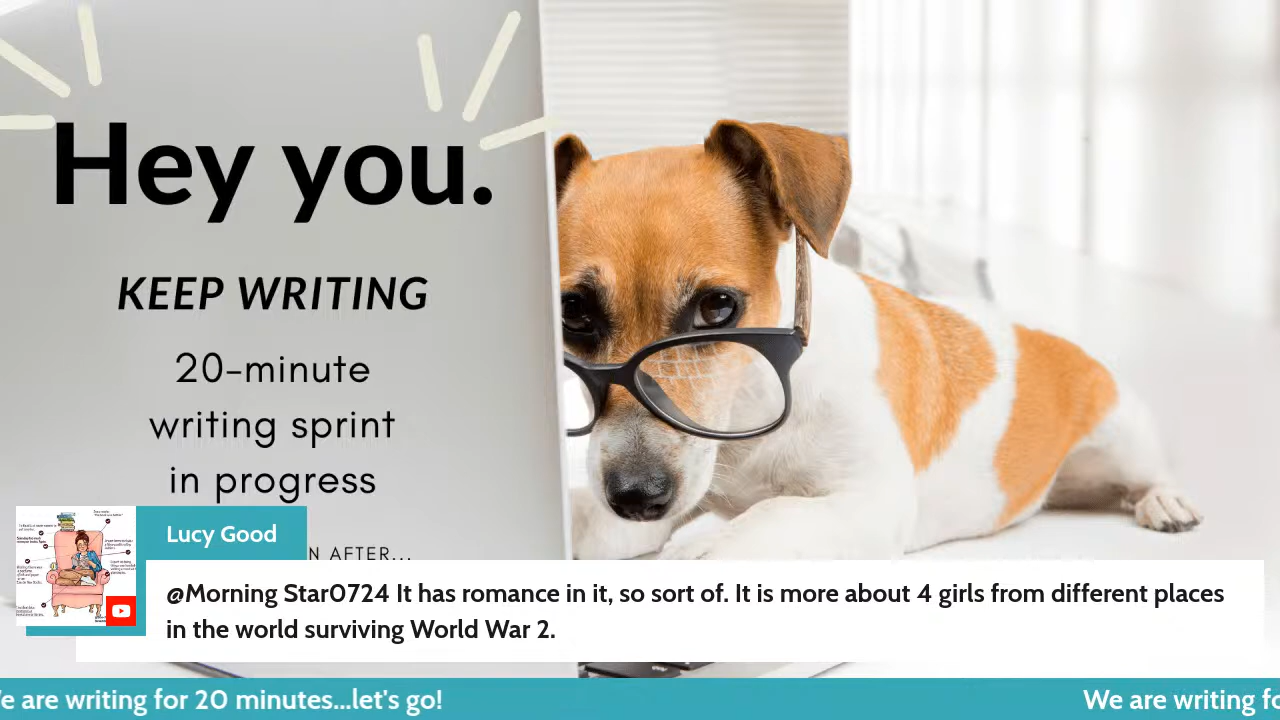 Hey you.
KEEP WRITING
20-minute
writing sprint
in progress
N AFTER...
Lucy Good
@Morning Star0724 It has romance in it, so sort of. It is more about 4 girls from different places
in the world surviving World War 2.
e are writing for 20 minutes...let's go!
We are writing fo